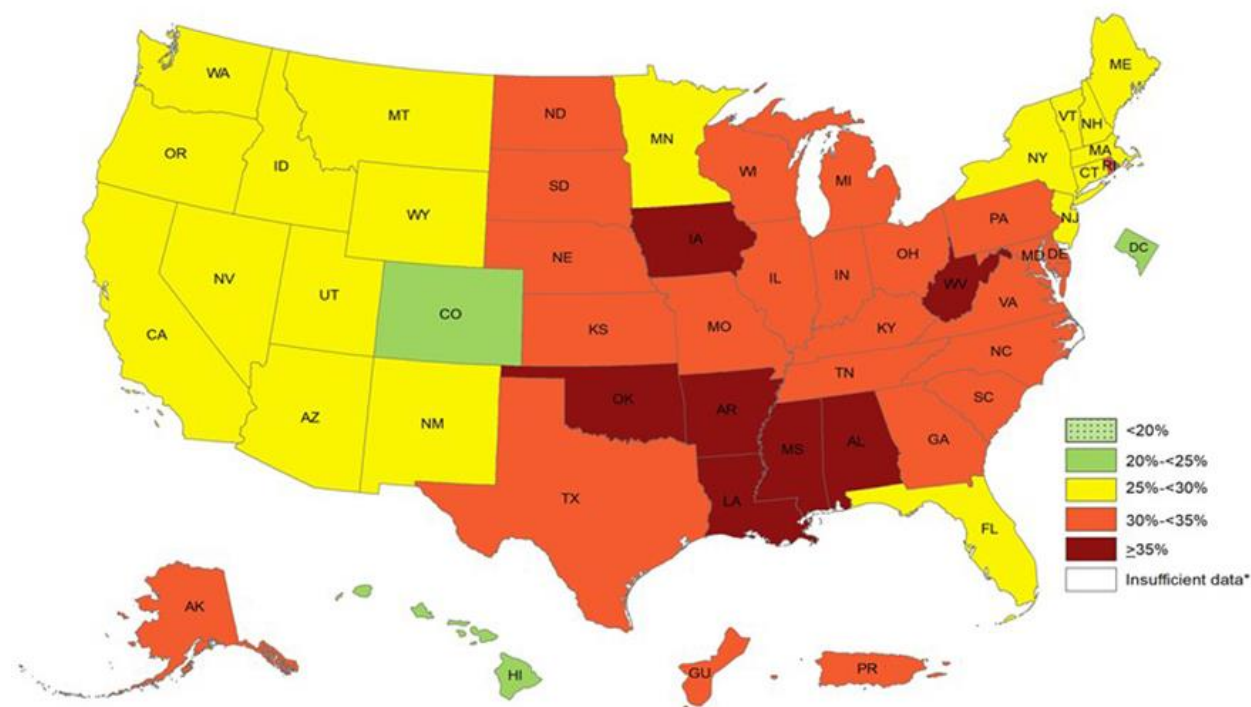 WA
MT
ND
MN
ME
VT
NH
OR
ID
SD
WI
MI
NY
MA
CT
RI
WY
IA
PA
NJ
NE
OH
MD
DE
DC
NV
UT
CO
IL
IN
WV
VA
CA
KS
MO
KY
NC
TN
AZ
NM
OK
AR
SC
MS
AL
GA
TX
LA
FL
<20%
20%-<25%
25%-<30%
30%-<35%
≥35%
Insufficient data*
AK
HI
GU
PR